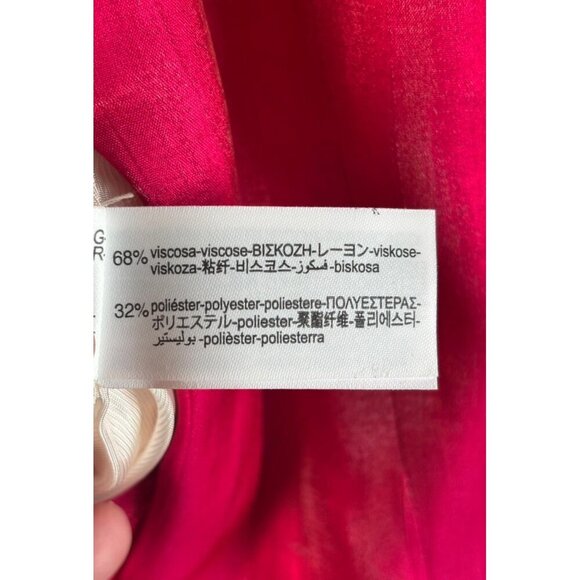 G
R
68% viscosa-viscose-ΒΙΣΚΟΖΗ-レーヨン-viskose-
viskoza-粘纤-비스코스-فسكوز-biskosa
32% poliéster-polyester-poliestere-ΠΟΛΥΕΣΤΕΡΑΣ-
ポリエステル-poliester-聚酯纤维-폴리에스터-
بوليستير-polièster-poliesterra